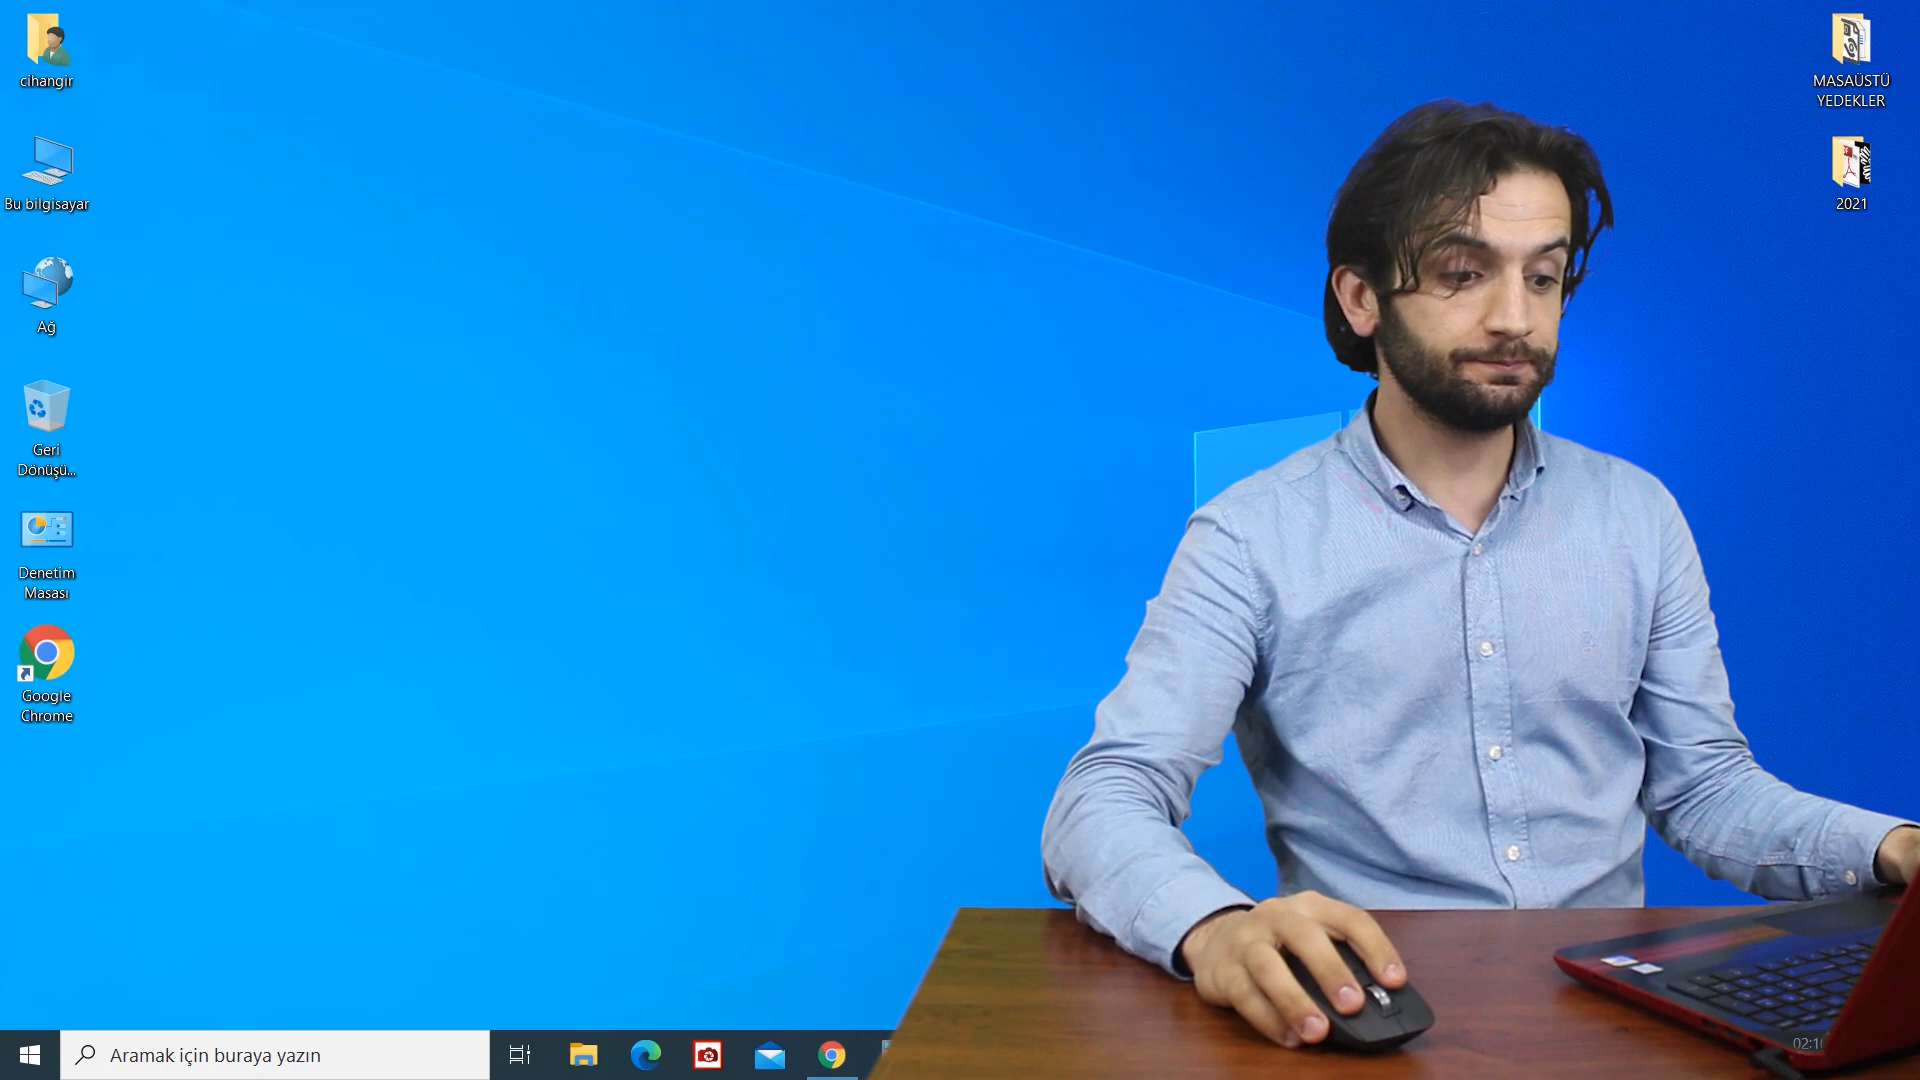 cihangir
Bu bilgisayar
Ağ
Geri
Dönüşü...
Denetim
Masası
Google
Chrome
MASAÜSTÜ
YEDEKLER
2021
Aramak için buraya yazın